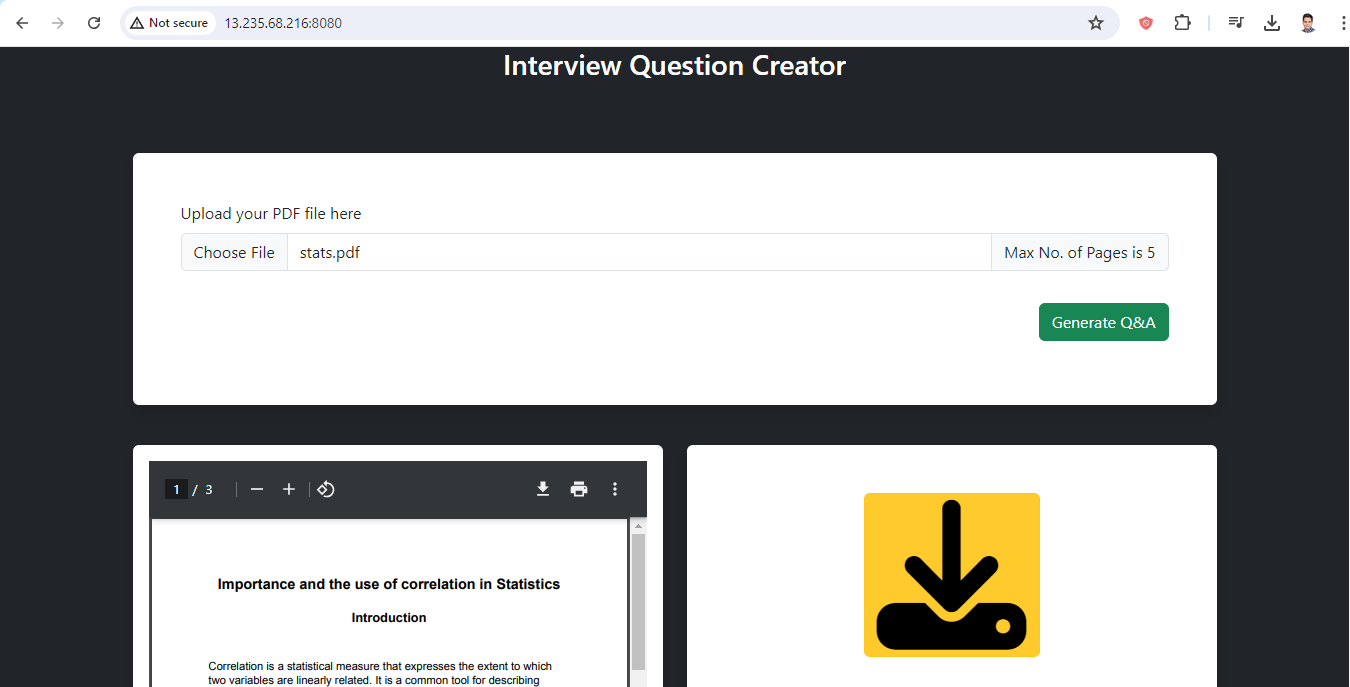 Not secure
13.235.68.216:8080
Interview Question Creator
Upload your PDF file here
Choose File
stats.pdf
Max No. of Pages is 5
Generate Q&A
1 / 3
Importance and the use of correlation in Statistics
Introduction
Correlation is a statistical measure that expresses the extent to which
two variables are linearly related. It is a common tool for describing